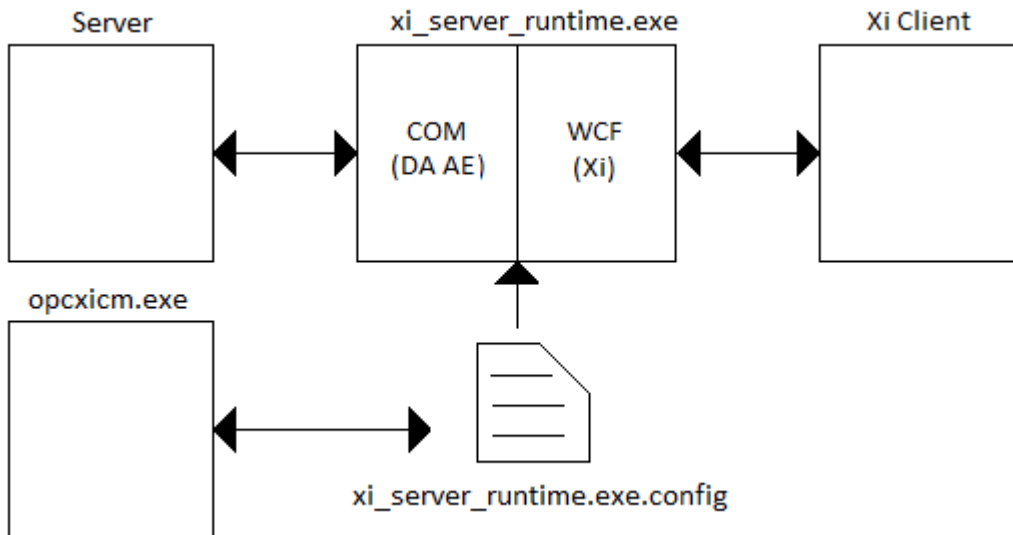 Server
xi_server_runtime.exe
Xi Client
COM
(DA AE)
WCF
(Xi)
opcxicm.exe
xi_server_runtime.exe.config